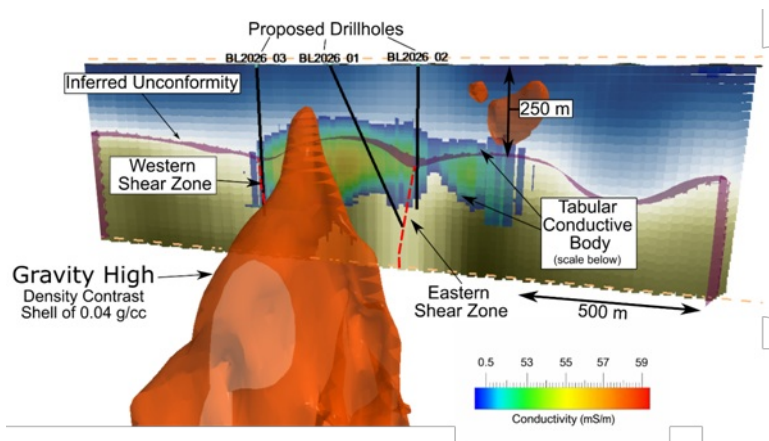 Proposed Drillholes
BL2026_03 BL2026_01 BL2026_02
Inferred Unconformity
250 m
Western
Shear Zone
Tabular
Conductive
Body
(scale below)
Gravity High
Density Contrast
Shell of 0.04 g/cc
Eastern
Shear Zone
500 m
0.5 53 55 57 59
Conductivity (mS/m)